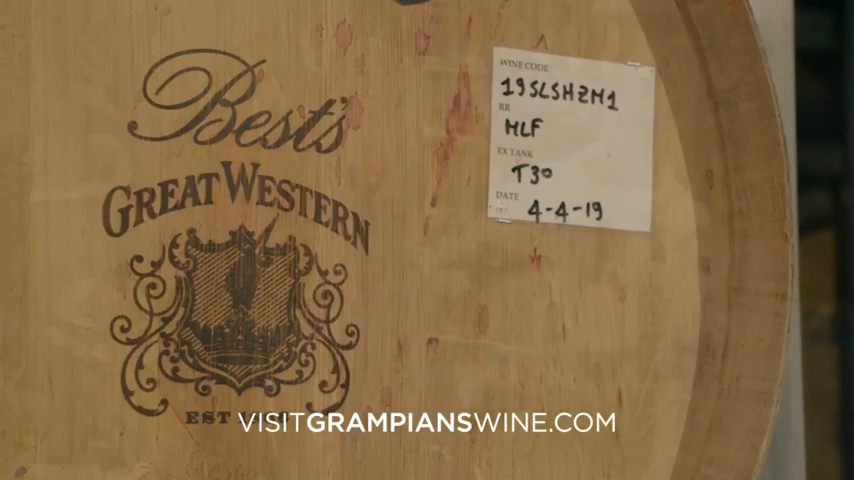 Best's
GREAT WESTERN
EST
WINE CODE
19SLSHZM1
RR
MLF
EX TANK
T30
DATE
4-4-19
VISITGRAMPIANSWINE.COM